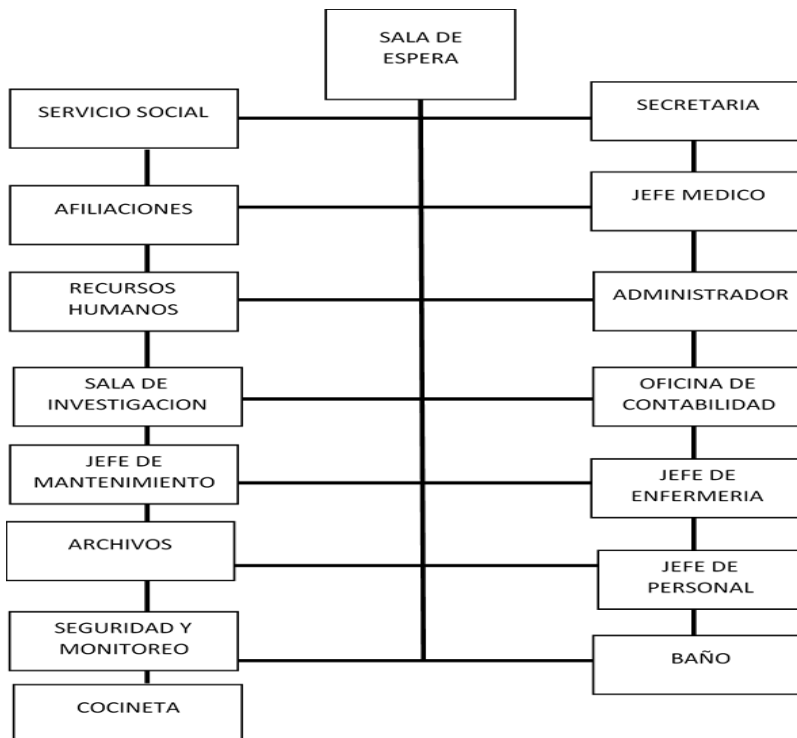 SALA DE
ESPERA
SERVICIO SOCIAL
SECRETARIA
AFILIACIONES
JEFE MEDICO
RECURSOS
HUMANOS
ADMINISTRADOR
SALA DE
INVESTIGACION
OFICINA DE
CONTABILIDAD
JEFE DE
MANTENIMIENTO
JEFE DE
ENFERMERIA
ARCHIVOS
JEFE DE
PERSONAL
SEGURIDAD Y
MONITOREO
BAÑO
COCINETA